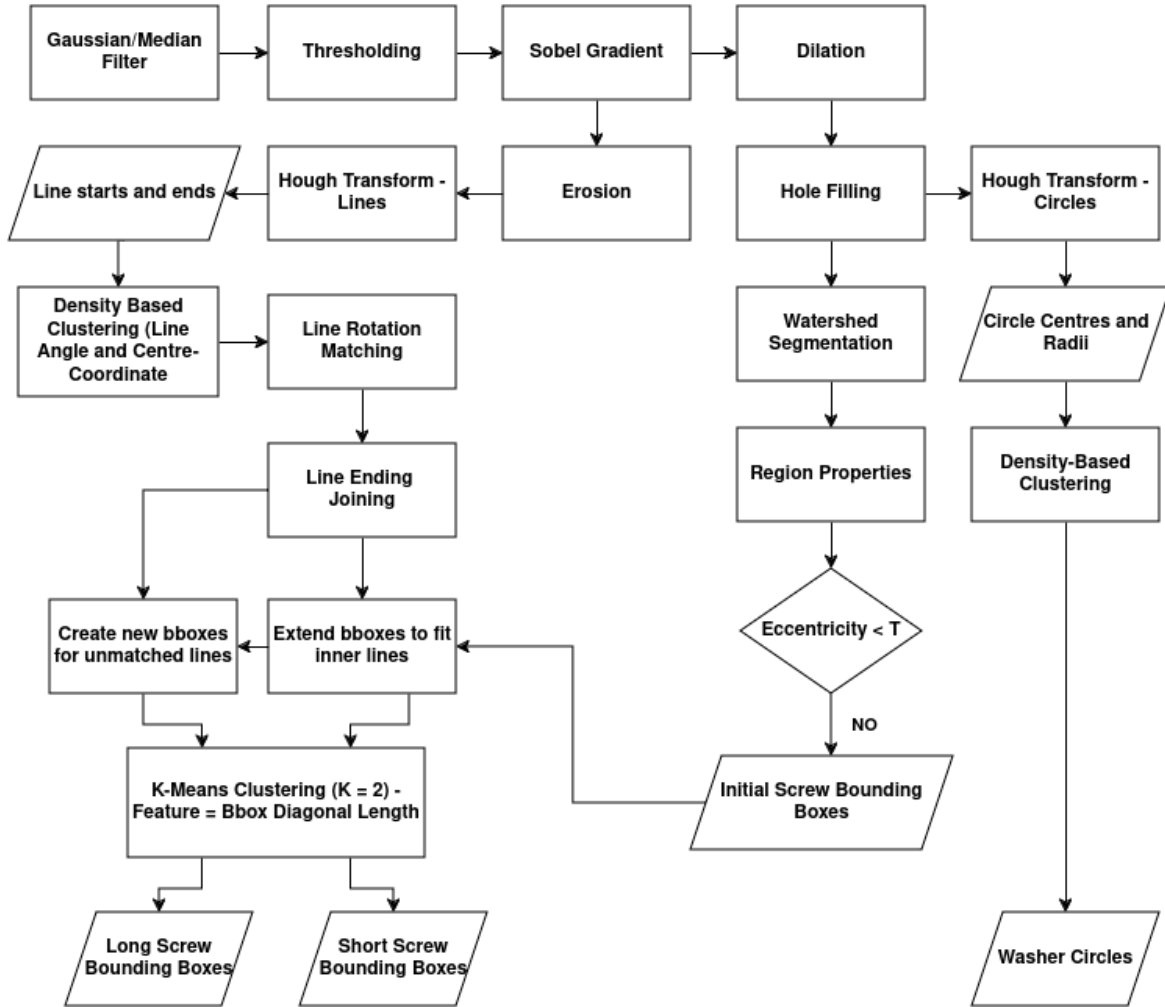 Gaussian/Median
Filter
Thresholding
Sobel Gradient
Dilation
Line starts and ends
Hough Transform -
Lines
Erosion
Hole Filling
Hough Transform -
Circles
Density Based
Clustering (Line
Angle and Centre-
Coordinate
Line Rotation
Matching
Watershed
Segmentation
Circle Centres and
Radii
Line Ending
Joining
Region Properties
Density-Based
Clustering
Create new bboxes
for unmatched lines
Extend bboxes to fit
inner lines
Eccentricity < T
NO
K-Means Clustering (K = 2) -
Feature = Bbox Diagonal Length
Initial Screw Bounding
Boxes
Long Screw
Bounding Boxes
Short Screw
Bounding Boxes
Washer Circles